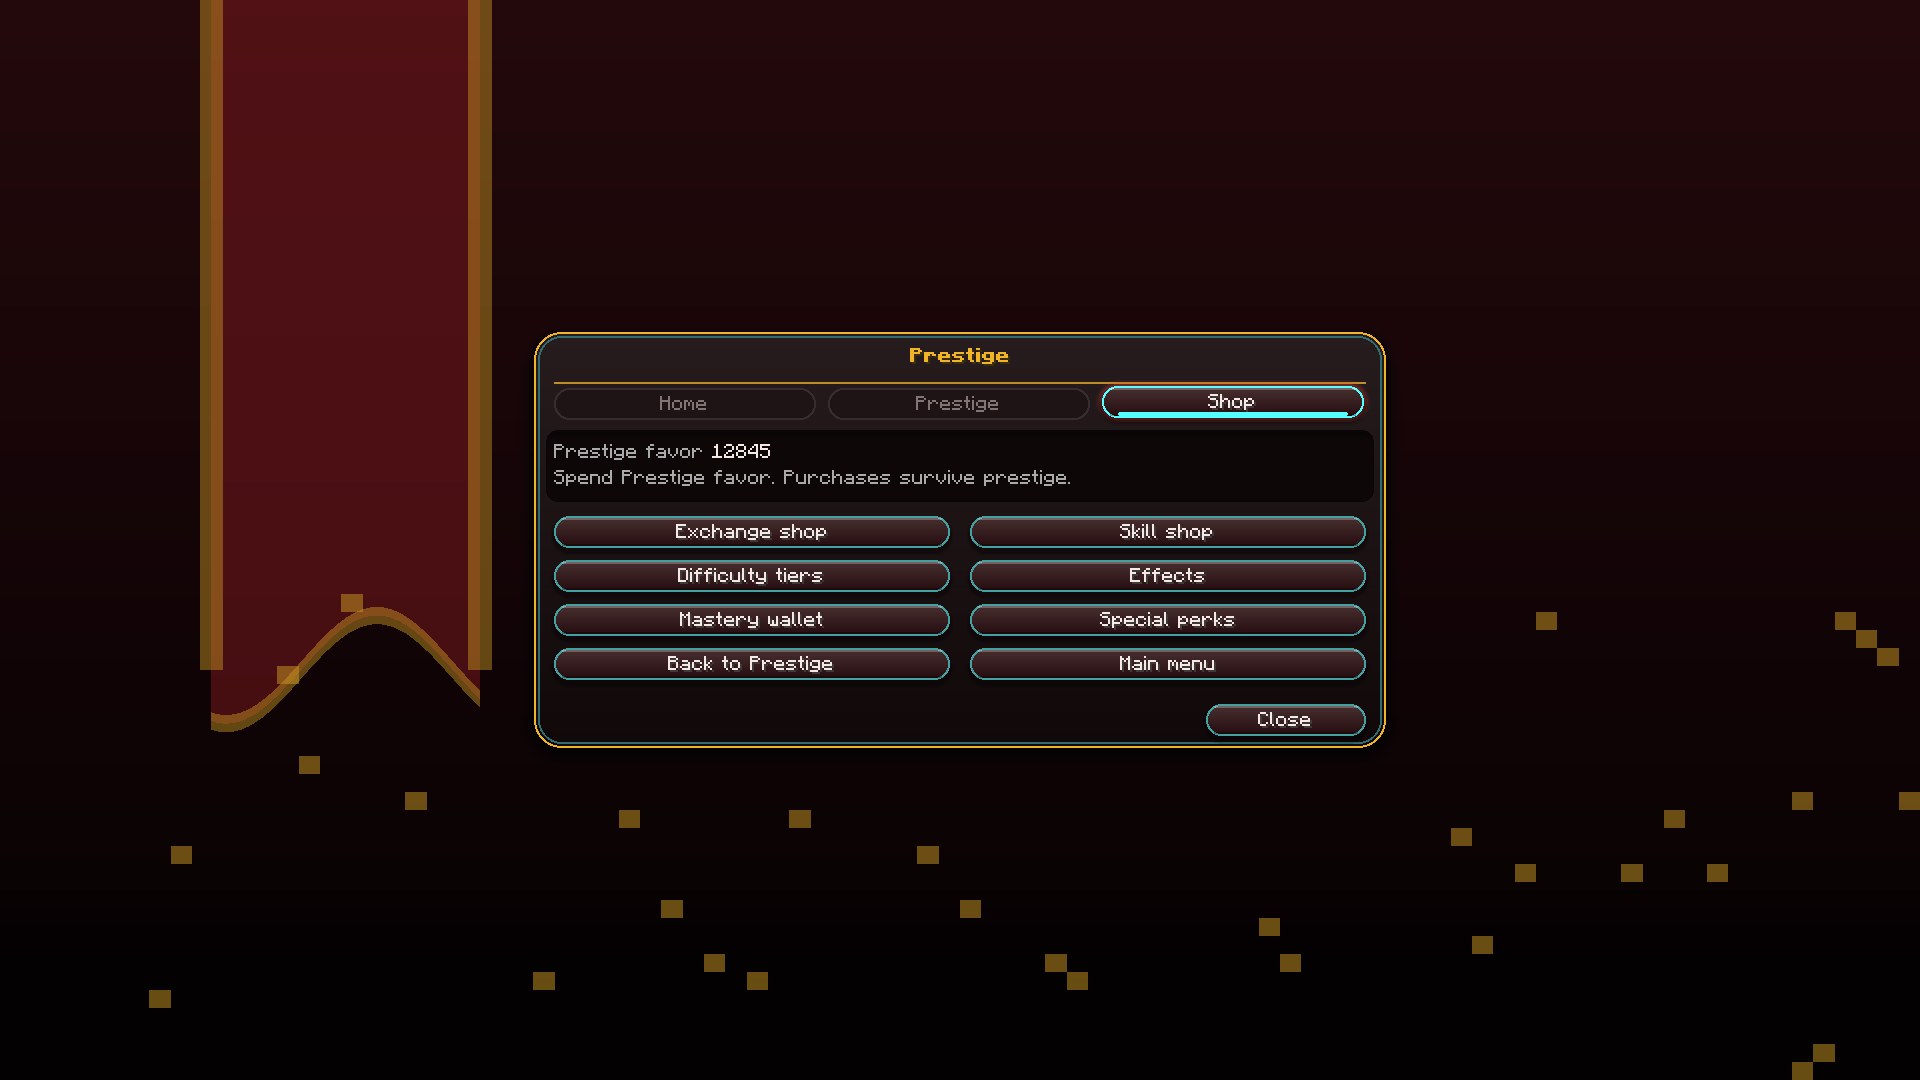 Prestige
Home Prestige Shop
Prestige favor 12845
Spend Prestige favor. Purchases survive prestige.
Exchange shop Skill shop
Difficulty tiers Effects
Mastery wallet Special perks
Back to Prestige Main menu
Close